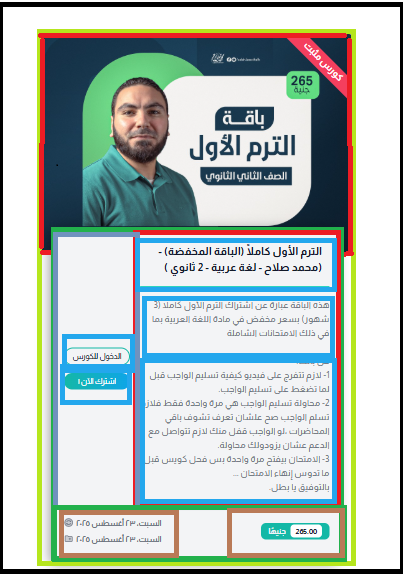 كورس مثبت
265
جنية
باقة
الترم الأول
الصف الثاني الثانوي
الترم الأول كاملاً (الباقة المخفضة) -
(محمد صلاح - لغة عربية - 2 ثانوي )
هذه الباقة عبارة عن اشتراك الترم الأول كاملا (3
شهور) بسعر مخفض في مادة اللغة العربية بما
في ذلك الامتحانات الشاملة
1- لازم تتفرج على فيديو كيفية تسليم الواجب قبل
لما تضغط على تسليم الواجب.
2- محاولة تسليم الواجب هي مرة واحدة فقط فلازم
تسلم الواجب صح علشان تعرف تشوف باقي
المحاضرات ,لو الواجب قفل منك لازم تتواصل مع
الدعم عشان يزودولك محاولة.
3- الامتحان بيفتح مرة واحدة بس فحل كويس قبل
ما تدوس إنهاء الامتحان ...
بالتوفيق يا بطل.
الدخول للكورس
اشترك الآن !
265.00 جنيهًا
السبت، ٢٣ أغسطس ٢٠٢٥
السبت، ٢٣ أغسطس ٢٠٢٥